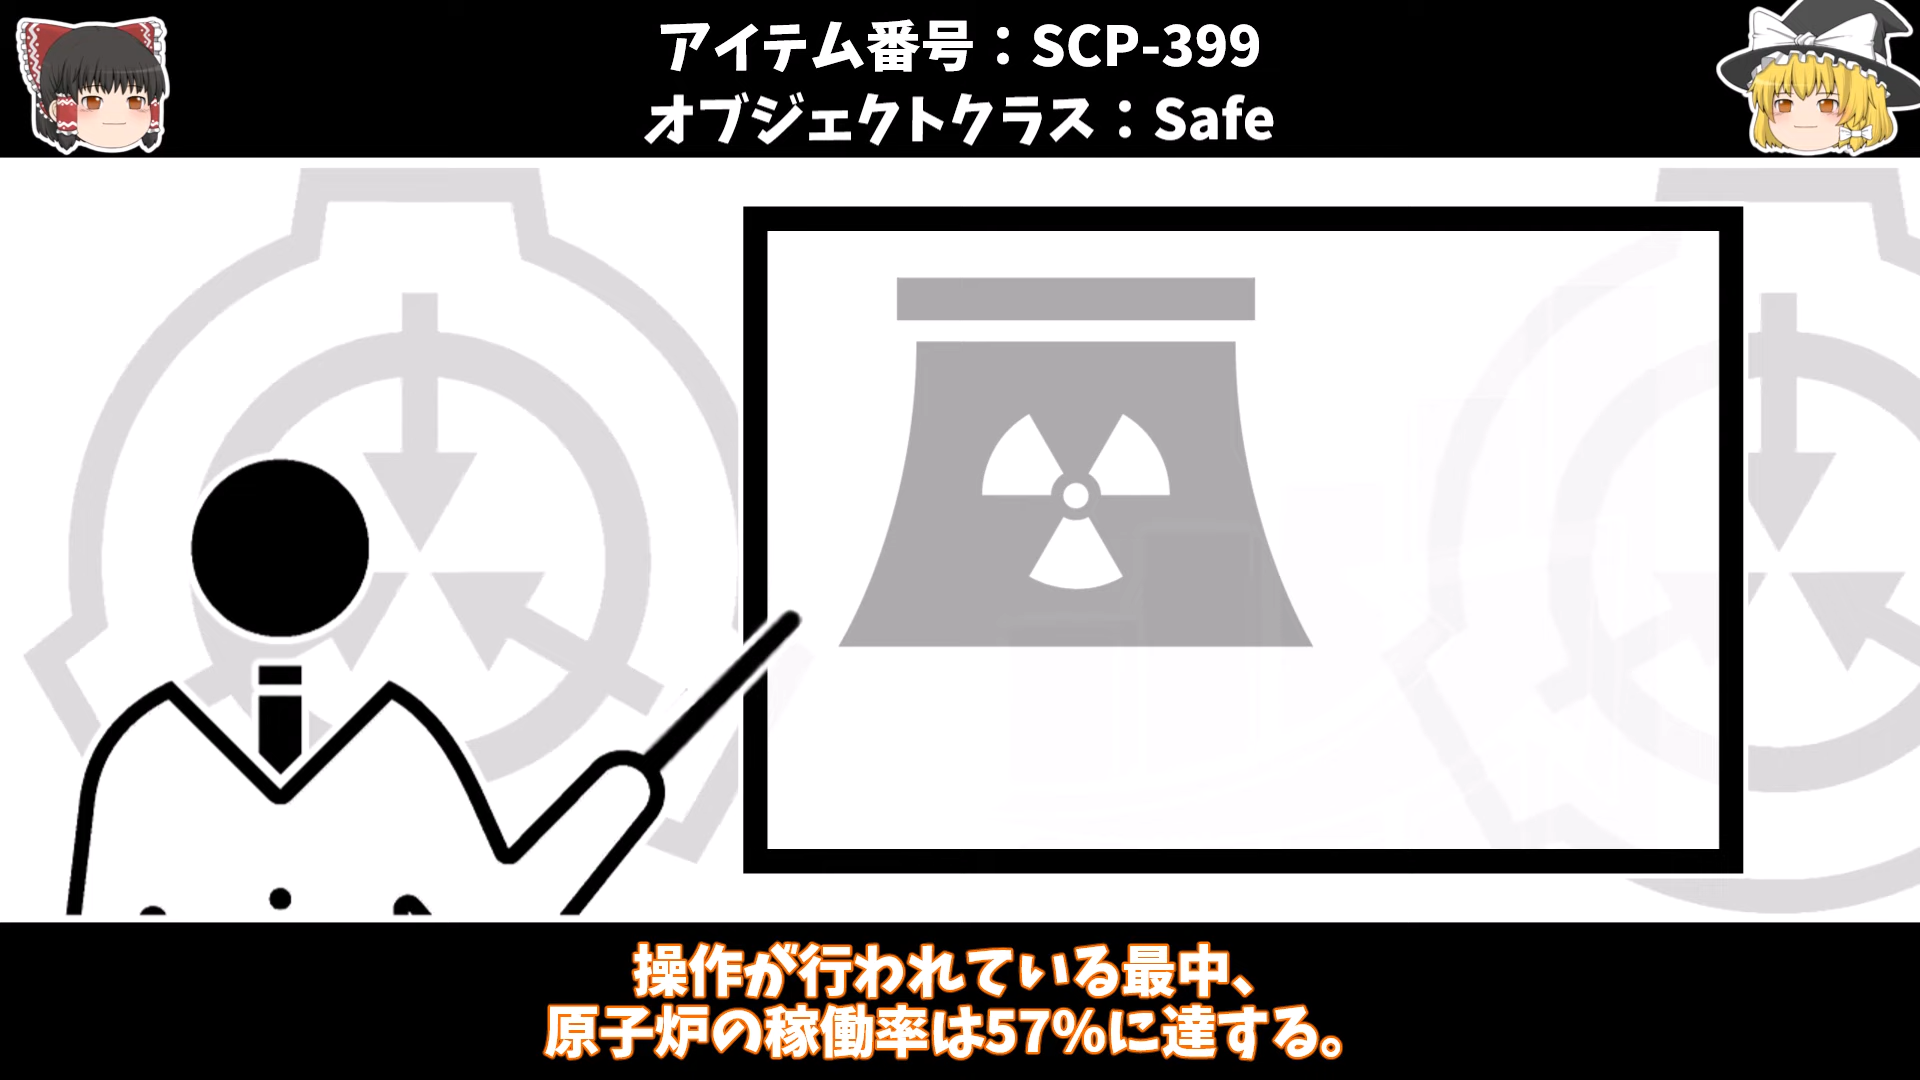 アイテム番号：SCP-399
オブジェクトクラス：Safe
操作が行われている最中、
原子炉の稼働率は57%に達する。